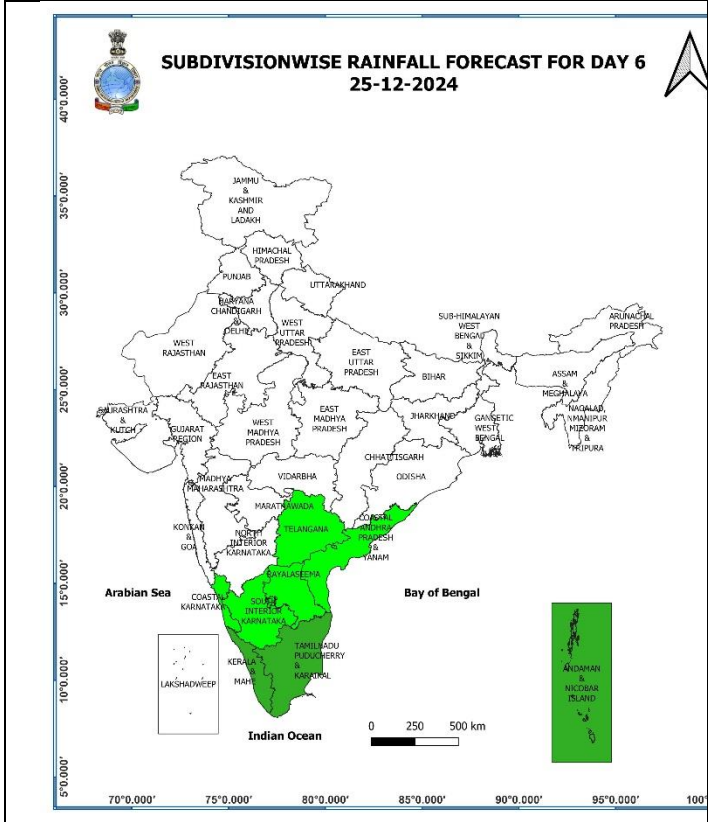 SUBDIVISIONWISE RAINFALL FORECAST FOR DAY 6
25-12-2024
40°0.000'
35°0.000'
30°0.000'
25°0.000'
20°0.000'
15°0.000'
10°0.000'
5°0.000'
JAMMU
&
KASHMIR
AND
LADAKH
HIMACHAL
PRADESH
PUNJAB
UTTARAKHAND
HARYANA
CHANDIGARH
&
DELHI
WEST
UTTAR
PRADESH
WEST
RAJASTHAN
EAST
RAJASTHAN
EAST
UTTAR
PRADESH
SUB-HIMALAYAN
WEST
BENGAL
&
SIKKIM
ARUNACHAL
PRADESH
BIHAR
ASSAM
&
MEGHALAYA
NAGALAD
MANIPUR
MIZORAM
&
TRIPURA
SAURASHTRA
&
KUTCH
GUJARAT
REGION
WEST
MADHYA
PRADESH
EAST
MADHYA
PRADESH
JHARKHAND
GANGETIC
WEST
BENGAL
CHHATTISGARH
ODISHA
MADHYA
MAHARASHTRA
VIDARBHA
MARATHAWADA
KONKAN
&
GOA
NORTH
INTERIOR
KARNATAKA
TELANGANA
COASTAL
ANDHRA
PRADESH
&
YANAM
RAYALASEEMA
Arabian Sea
Bay of Bengal
COASTAL
KARNATAKA
SOUTH
INTERIOR
KARNATAKA
KERALA
&
MAHE
TAMILNADU
PUDUCHERRY
&
KARAIKAL
LAKSHADWEEP
ANDAMAN
&
NICOBAR
ISLAND
Indian Ocean
0 250 500 km
70°0.000' 75°0.000' 80°0.000' 85°0.000' 90°0.000' 95°0.000' 100°